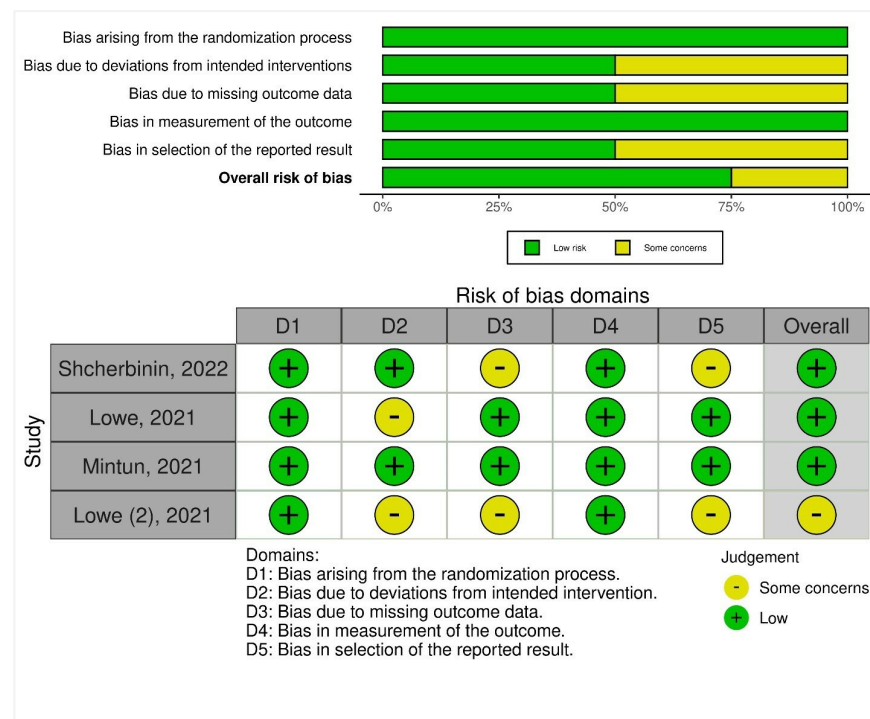 Bias arising from the randomization process
Bias due to deviations from intended interventions
Bias due to missing outcome data
Bias in measurement of the outcome
Bias in selection of the reported result
Overall risk of bias
0% 25% 50% 75% 100%
Low risk Some concerns
Risk of bias domains
D1 D2 D3 D4 D5 Overall
Study
Shcherbinin, 2022 + + - + - +
Lowe, 2021 + - + + + +
Mintun, 2021 + + + + + +
Lowe (2), 2021 + - - + - -
Domains:
D1: Bias arising from the randomization process.
D2: Bias due to deviations from intended intervention.
D3: Bias due to missing outcome data.
D4: Bias in measurement of the outcome.
D5: Bias in selection of the reported result.
Judgement
- Some concerns
+ Low